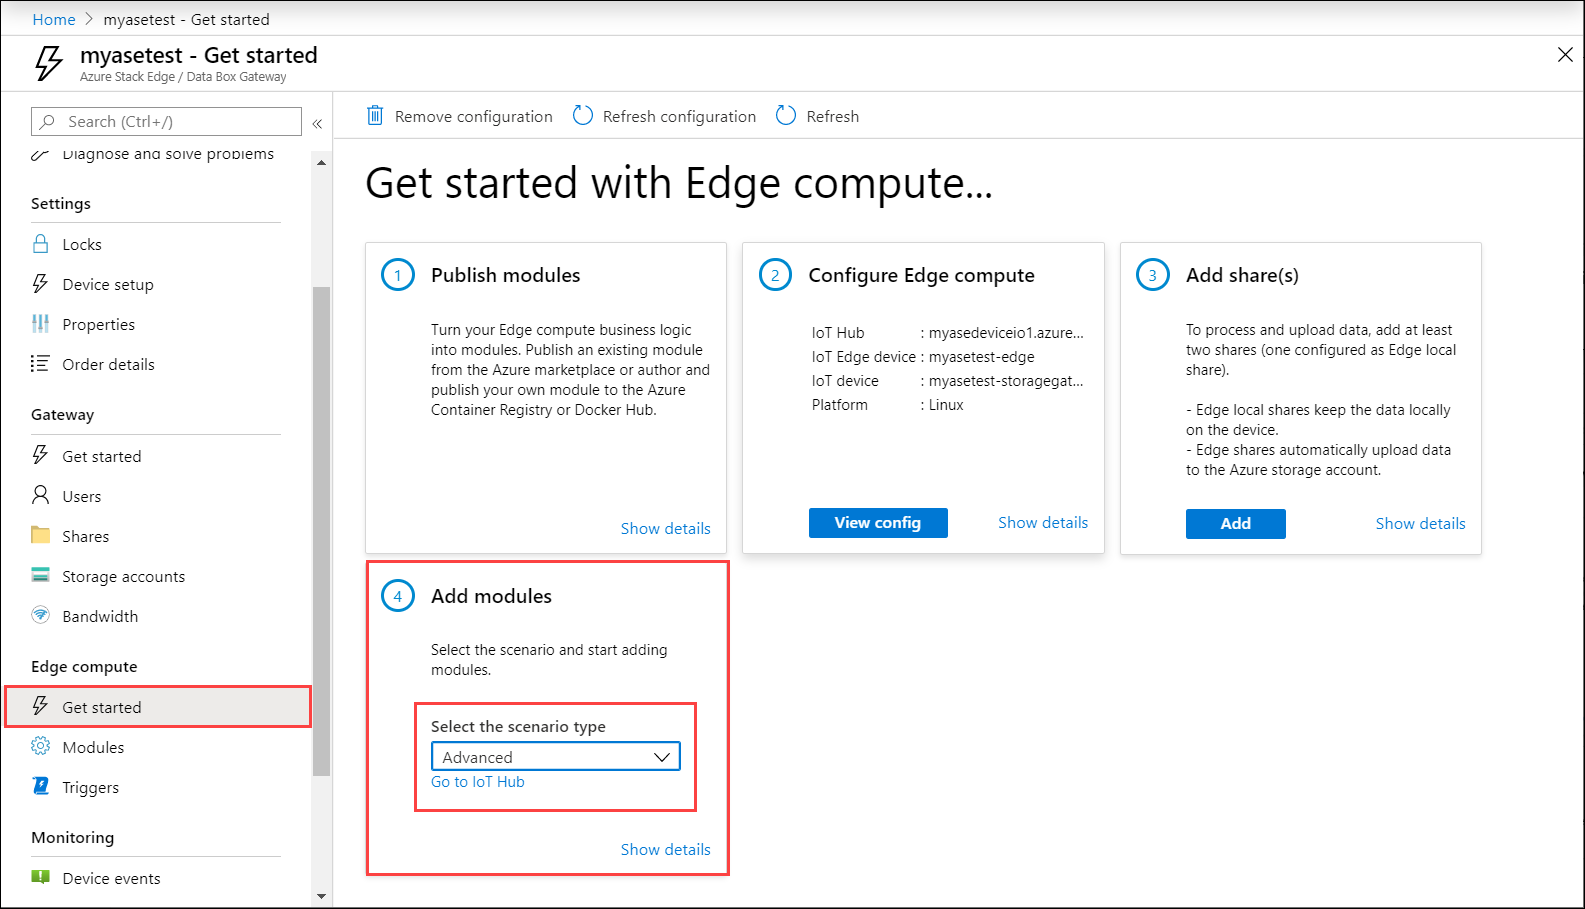 Home > myasetest - Get started
myasetest - Get started
Azure Stack Edge / Data Box Gateway
Search (Ctrl+/)
«
Diagnose and solve problems
Settings
Locks
Device setup
Properties
Order details
Gateway
Get started
Users
Shares
Storage accounts
Bandwidth
Edge compute
Get started
Modules
Triggers
Monitoring
Device events
Remove configuration
Refresh configuration
Refresh
Get started with Edge compute...
1
Publish modules
Turn your Edge compute business logic
into modules. Publish an existing module
from the Azure marketplace or author and
publish your own module to the Azure
Container Registry or Docker Hub.
Show details
2
Configure Edge compute
IoT Hub : myasedeviceio1.azure...
IoT Edge device : myasetest-edge
IoT device : myasetest-storagegat...
Platform : Linux
View config
Show details
3
Add share(s)
To process and upload data, add at least
two shares (one configured as Edge local
share).
- Edge local shares keep the data locally
on the device.
- Edge shares automatically upload data
to the Azure storage account.
Add
Show details
4
Add modules
Select the scenario and start adding
modules.
Select the scenario type
Advanced
Go to IoT Hub
Show details